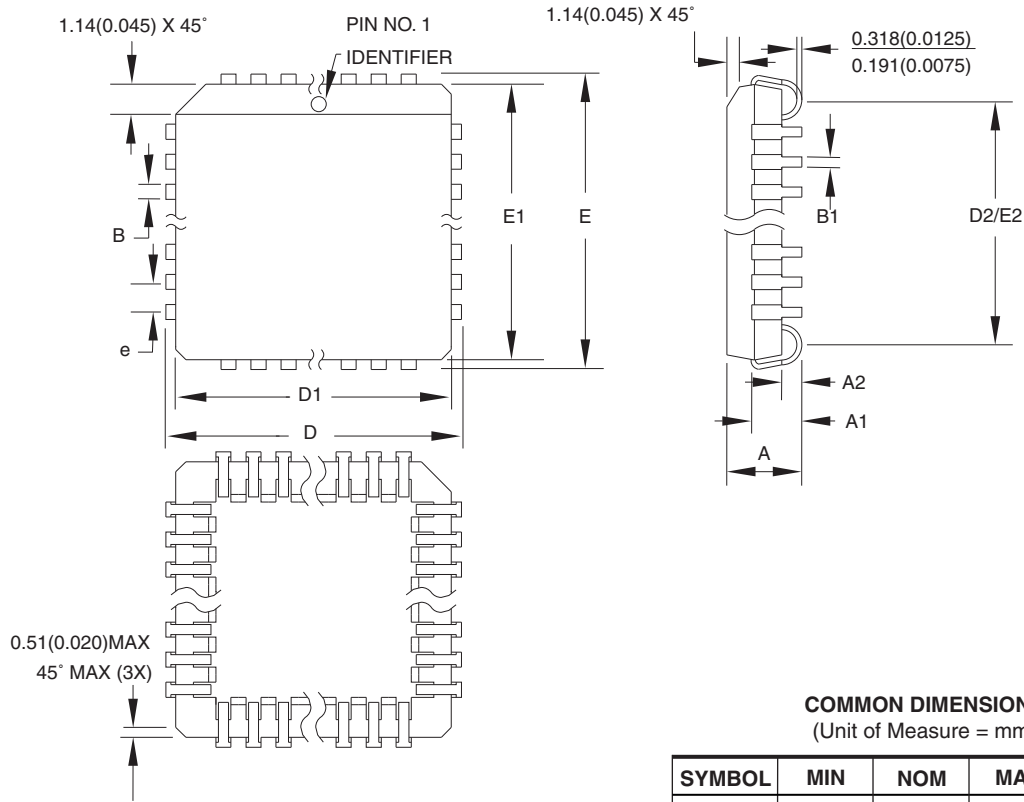 1.14(0.045) X 45˚
PIN NO. 1
IDENTIFIER
1.14(0.045) X 45˚
0.318(0.0125)
0.191(0.0075)
E1
E
B
e
B1
D2/E2
D1
D
A2
A1
A
0.51(0.020)MAX
45˚ MAX (3X)
COMMON DIMENSION
(Unit of Measure = mm
SYMBOL MIN NOM MA